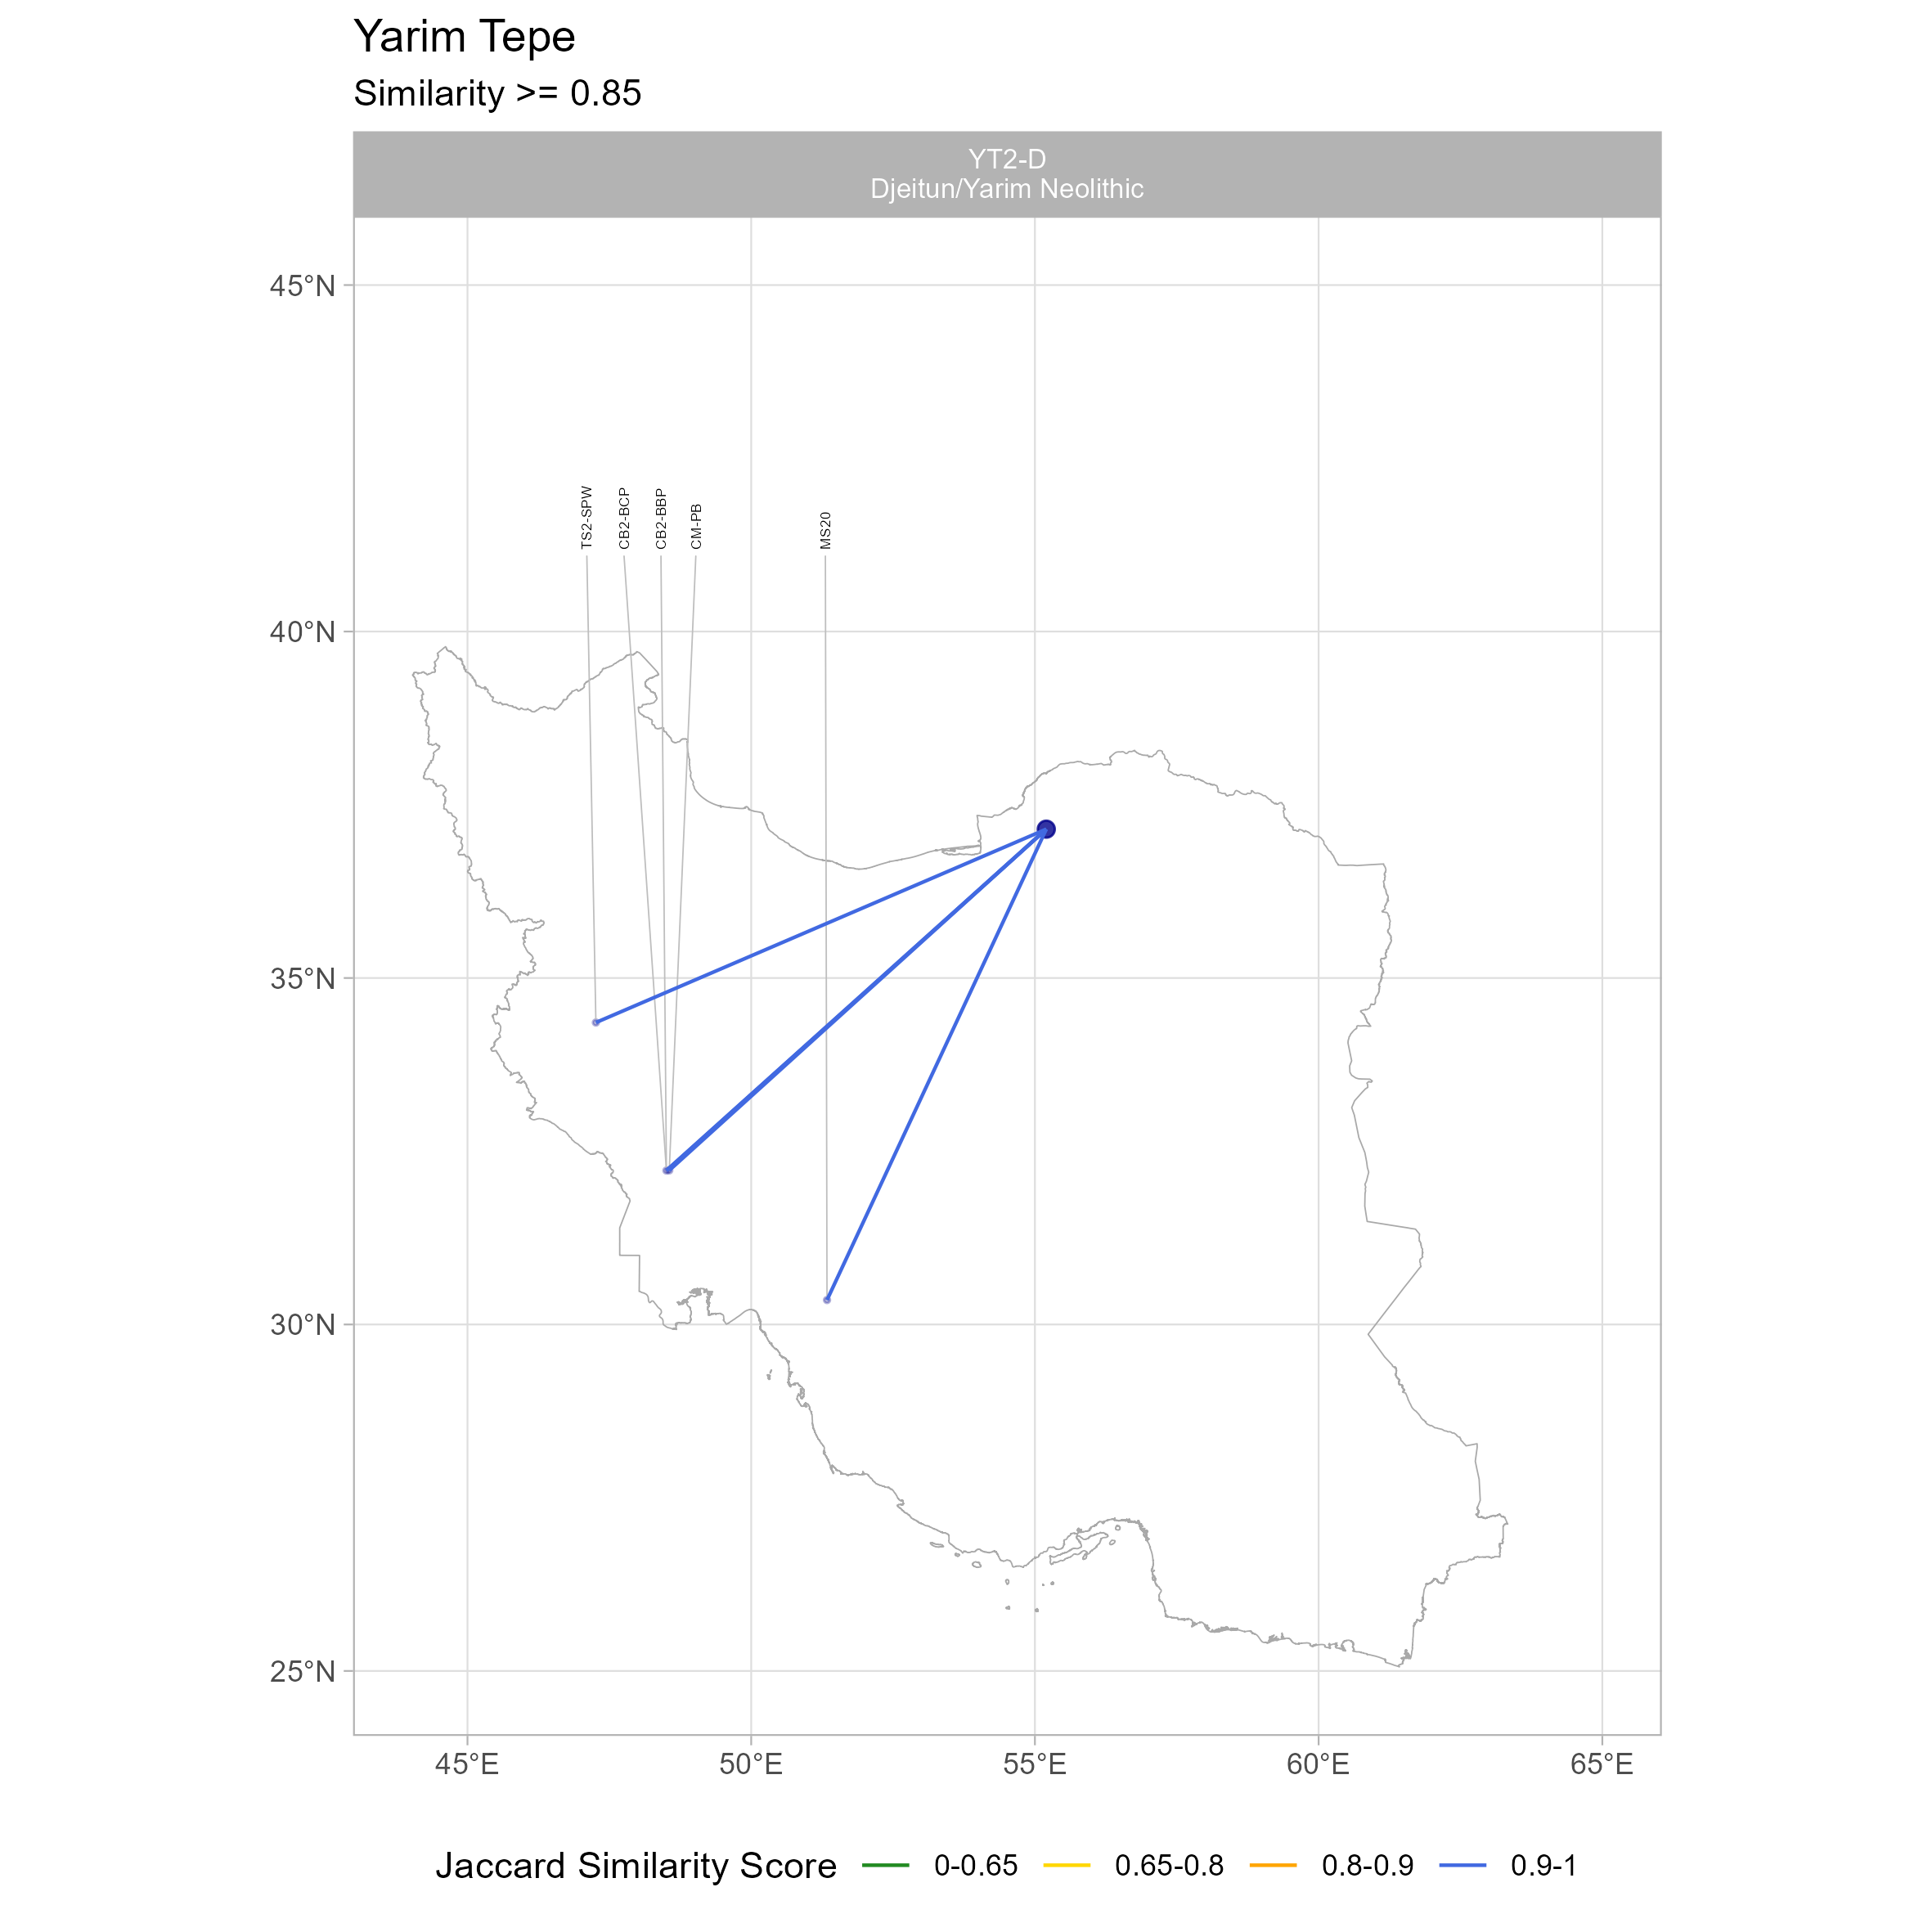 Yarim Tepe
Similarity >= 0.85
YT2-D
Djeitun/Yarim Neolithic
45°N
40°N
35°N
30°N
25°N
TS2-SPW
CB2-BCP
CB2-BBP
CM-PB
MS20
45°E 50°E 55°E 60°E 65°E
Jaccard Similarity Score 0-0.65 0.65-0.8 0.8-0.9 0.9-1